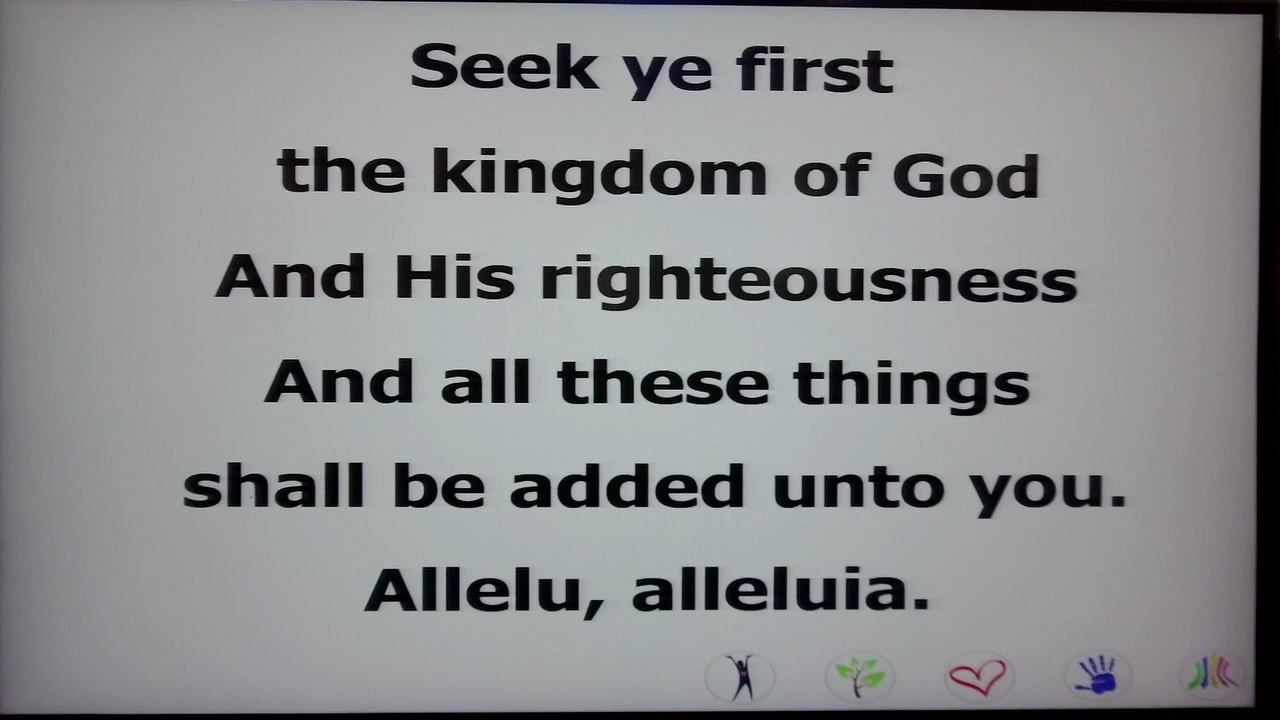 Seek ye first
the kingdom of God
And His righteousness
And all these things
shall be added unto you.
Allelu, alleluia.